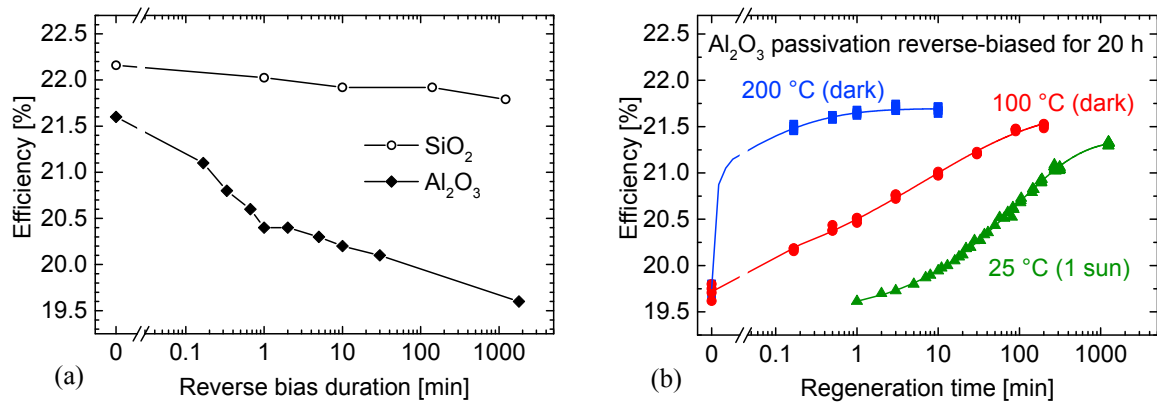 22.5
22.0
21.5
21.0
20.5
20.0
19.5
Efficiency [%]
SiO2
Al2O3
0 0.1 1 10 100 1000
(a)
Reverse bias duration [min]
22.5
22.0
21.5
21.0
20.5
20.0
19.5
Efficiency [%]
Al2O3 passivation reverse-biased for 20 h
200 °C (dark)
100 °C (dark)
25 °C (1 sun)
0 0.1 1 10 100 1000
(b)
Regeneration time [min]